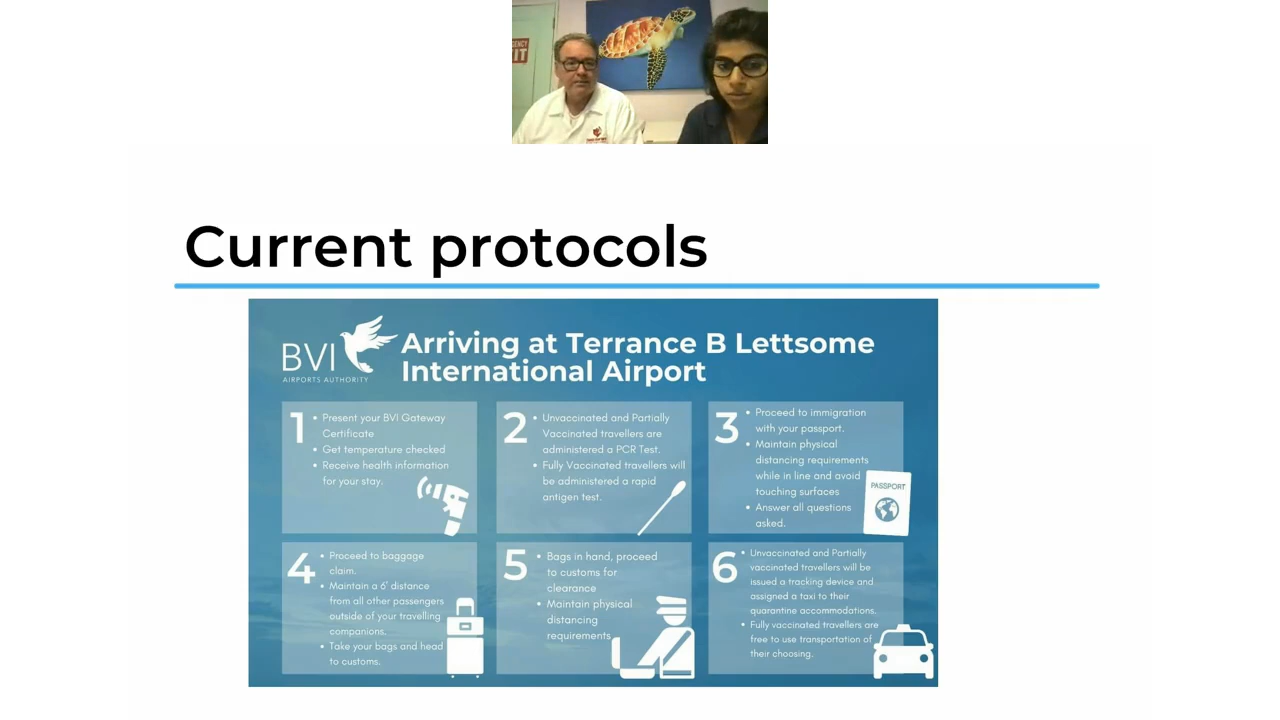 GENCY
IT
Current protocols
BVI
AIRPORTS AUTHORITY
Arriving at Terrance B Lettsome
International Airport
1
• Present your BVI Gateway
Certificate
• Get temperature checked
• Receive health information
for your stay.
2
• Unvaccinated and Partially
Vaccinated travellers are
administered a PCR Test.
• Fully Vaccinated travellers will
be administered a rapid
antigen test.
3
• Proceed to immigration
with your passport.
• Maintain physical
distancing requirements
while in line and avoid
touching surfaces
• Answer all questions
asked.
PASSPORT
4
• Proceed to baggage
claim.
• Maintain a 6' distance
from all other passengers
outside of your travelling
companions.
• Take your bags and head
to customs.
5
• Bags in hand, proceed
to customs for
clearance
• Maintain physical
distancing
requirements
6
• Unvaccinated and Partially
vaccinated travellers will be
issued a tracking device and
assigned a taxi to their
quarantine accommodations.
• Fully vaccinated travellers are
free to use transportation of
their choosing.